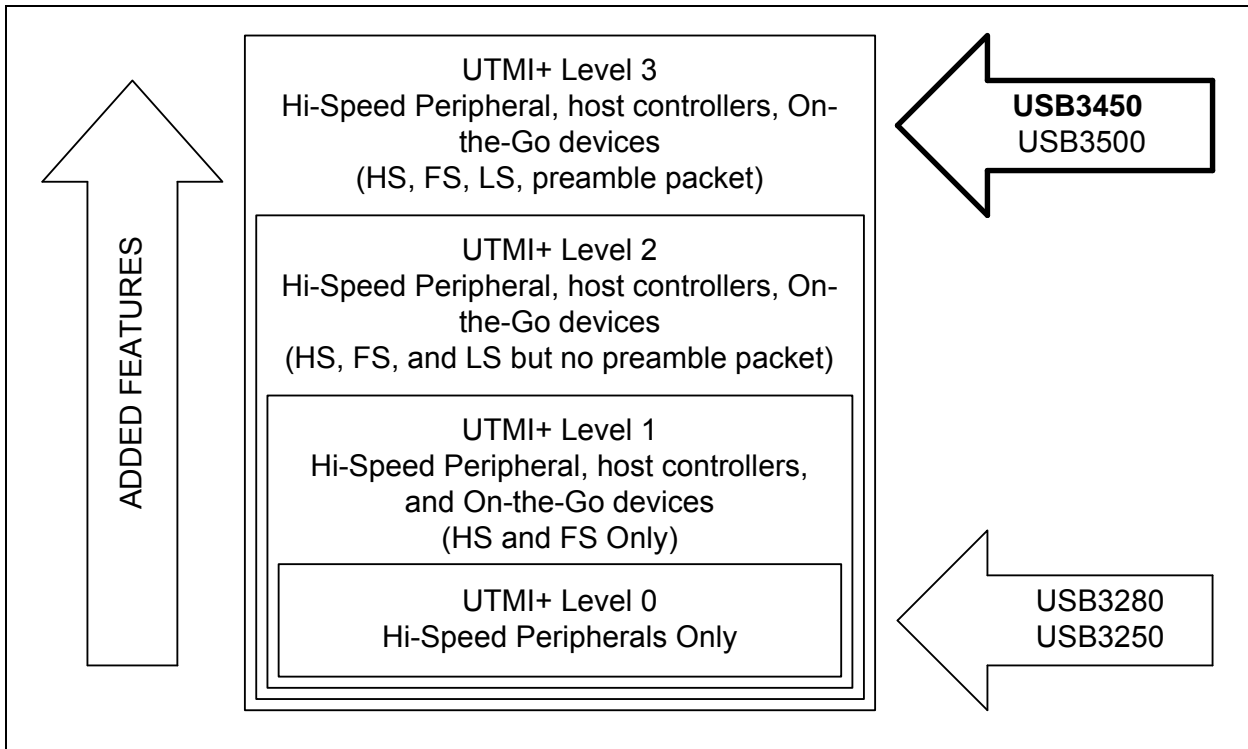 ADDED FEATURES
UTMI+ Level 3
Hi-Speed Peripheral, host controllers, On-
the-Go devices
(HS, FS, LS, preamble packet)
USB3450
USB3500
UTMI+ Level 2
Hi-Speed Peripheral, host controllers, On-
the-Go devices
(HS, FS, and LS but no preamble packet)
UTMI+ Level 1
Hi-Speed Peripheral, host controllers,
and On-the-Go devices
(HS and FS Only)
UTMI+ Level 0
Hi-Speed Peripherals Only
USB3280
USB3250